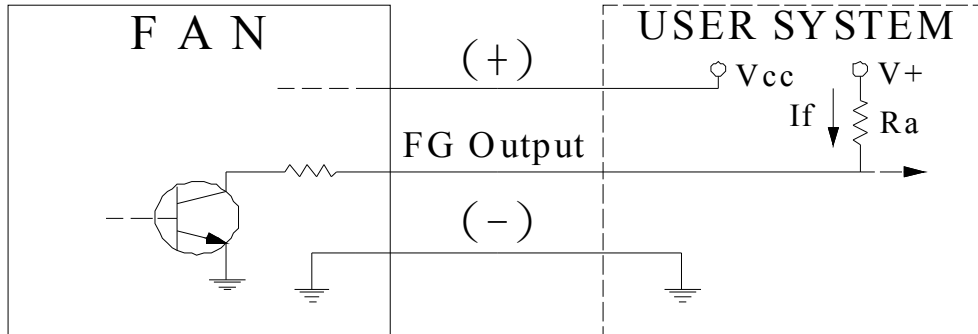 F A N
USER SYSTEM
(+)
Vcc
V+
If
Ra
FG Output
(-)